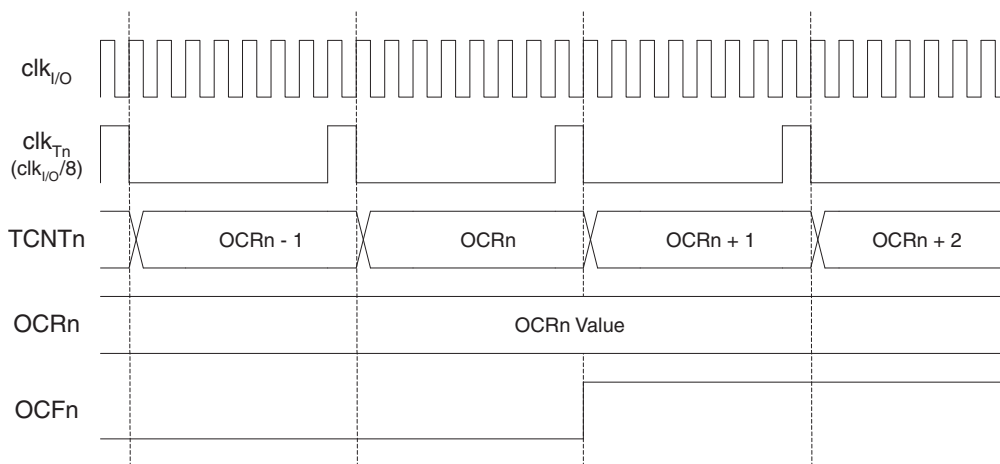 clkI/O
clkTn
(clkI/O/8)
TCNTn
OCRn - 1
OCRn
OCRn + 1
OCRn + 2
OCRn
OCRn Value
OCFn